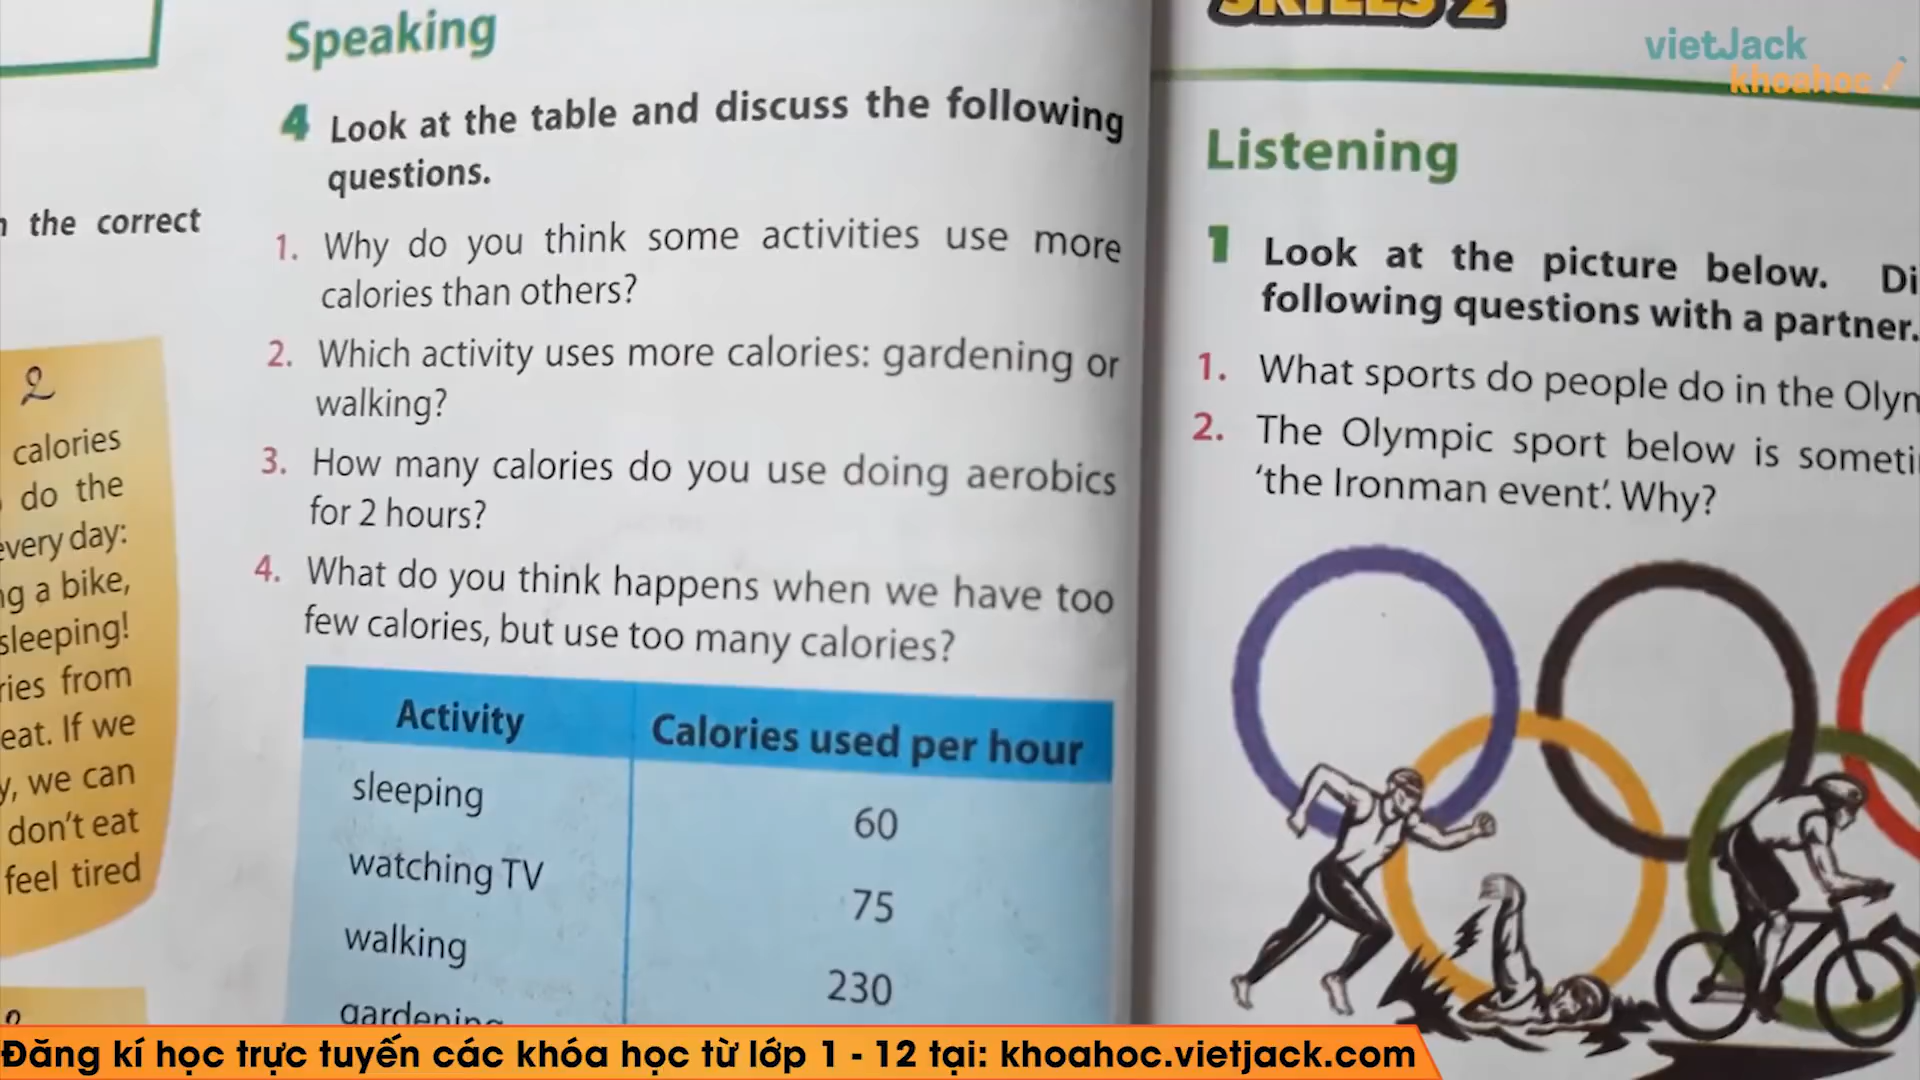 Speaking
4 Look at the table and discuss the following
questions.
1. Why do you think some activities use more
calories than others?
2. Which activity uses more calories: gardening or
walking?
3. How many calories do you use doing aerobics
for 2 hours?
4. What do you think happens when we have too
few calories, but use too many calories?
Activity Calories used per hour
sleeping 60
watching TV 75
walking 230
gardening
the correct
2
calories
do the
every day:
a bike,
sleeping!
from
eat. If we
we can
don't eat
feel tired
SKILLS 2
vietJack
khoahoc
Listening
1 Look at the picture below. Di
following questions with a partner.
1. What sports do people do in the Olym
2. The Olympic sport below is someti
'the Ironman event'. Why?
Đăng kí học trực tuyến các khóa học từ lớp 1 - 12 tại: khoahoc.vietjack.com